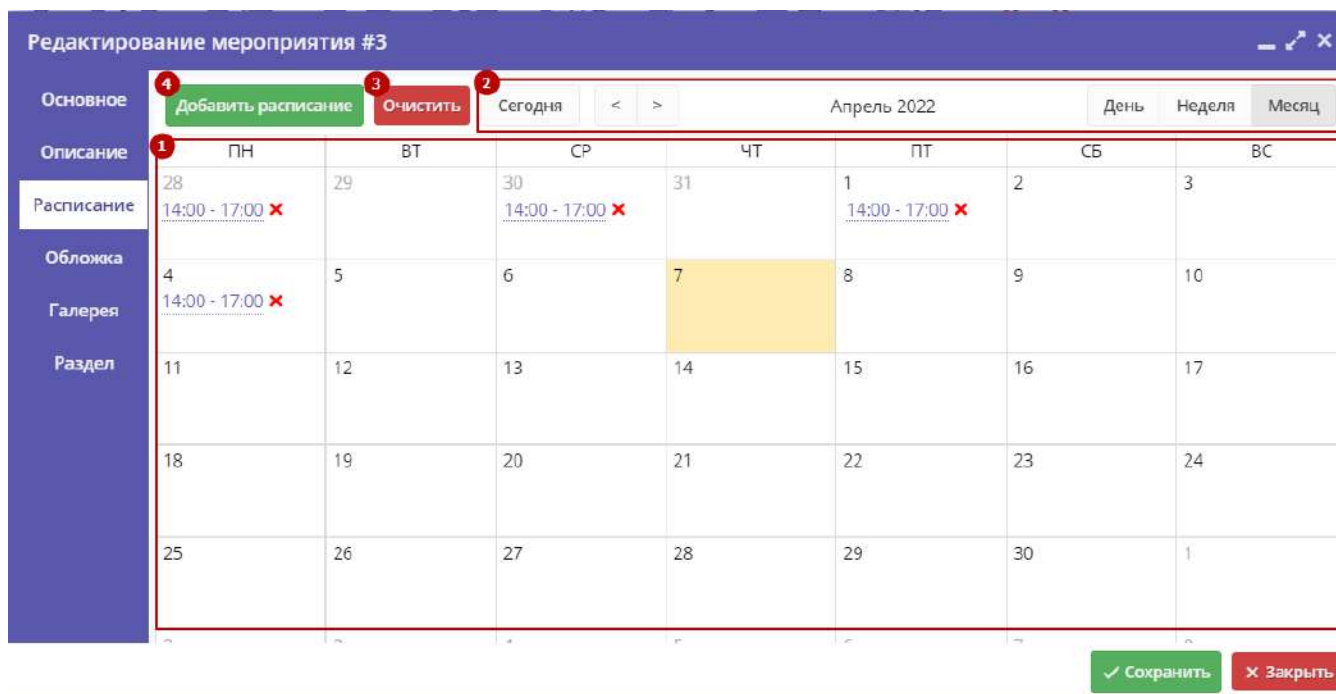 Редактирование мероприятия #3
Основное
Описание
Расписание
Обложка
Галерея
Раздел
4 3 2
Добавить расписание Очистить Сегодня < > Апрель 2022 День Неделя Месяц
1 ПН ВТ СР ЧТ ПТ СБ ВС
28 29 30 31 1 2 3
14:00 - 17:00 14:00 - 17:00 14:00 - 17:00
4 5 6 7 8 9 10
14:00 - 17:00
11 12 13 14 15 16 17
18 19 20 21 22 23 24
25 26 27 28 29 30 1
Сохранить Закрыть